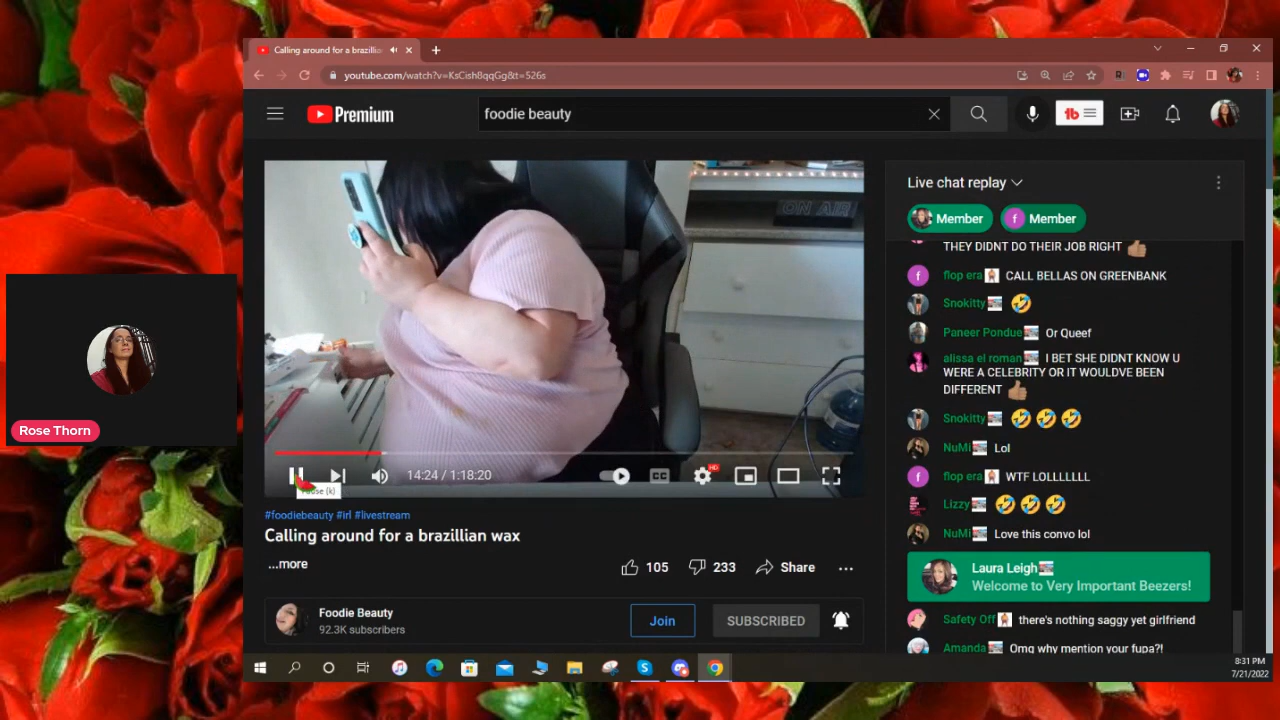 Calling around for a brazillia
youtube.com/watch?v=KsCish8qqGg&t=526s
Premium
foodie beauty
tb
Live chat replay
Member
f Member
ON AIR
THEY DIDNT DO THEIR JOB RIGHT
f flop era CALL BELLAS ON GREENBANK
Snokitty
Paneer Pondue Or Queef
alissa el roman I BET SHE DIDNT KNOW U
WERE A CELEBRITY OR IT WOULDVE BEEN
DIFFERENT
Snokitty
NuMI Lol
f flop era WTF LOLLLLLLL
Lizzy
NuMI Love this convo lol
Laura Leigh
Welcome to Very Important Beezers!
Safety Off there's nothing saggy yet girlfriend
Amanda Omg why mention your fupa?!
Rose Thorn
14:24 / 1:18:20
CC
HD
Pause (k)
#foodiebeauty #irl #livestream
Calling around for a brazillian wax
...more
105
233
Share
Foodie Beauty
92.3K subscribers
Join
SUBSCRIBED
8:31 PM
7/21/2022